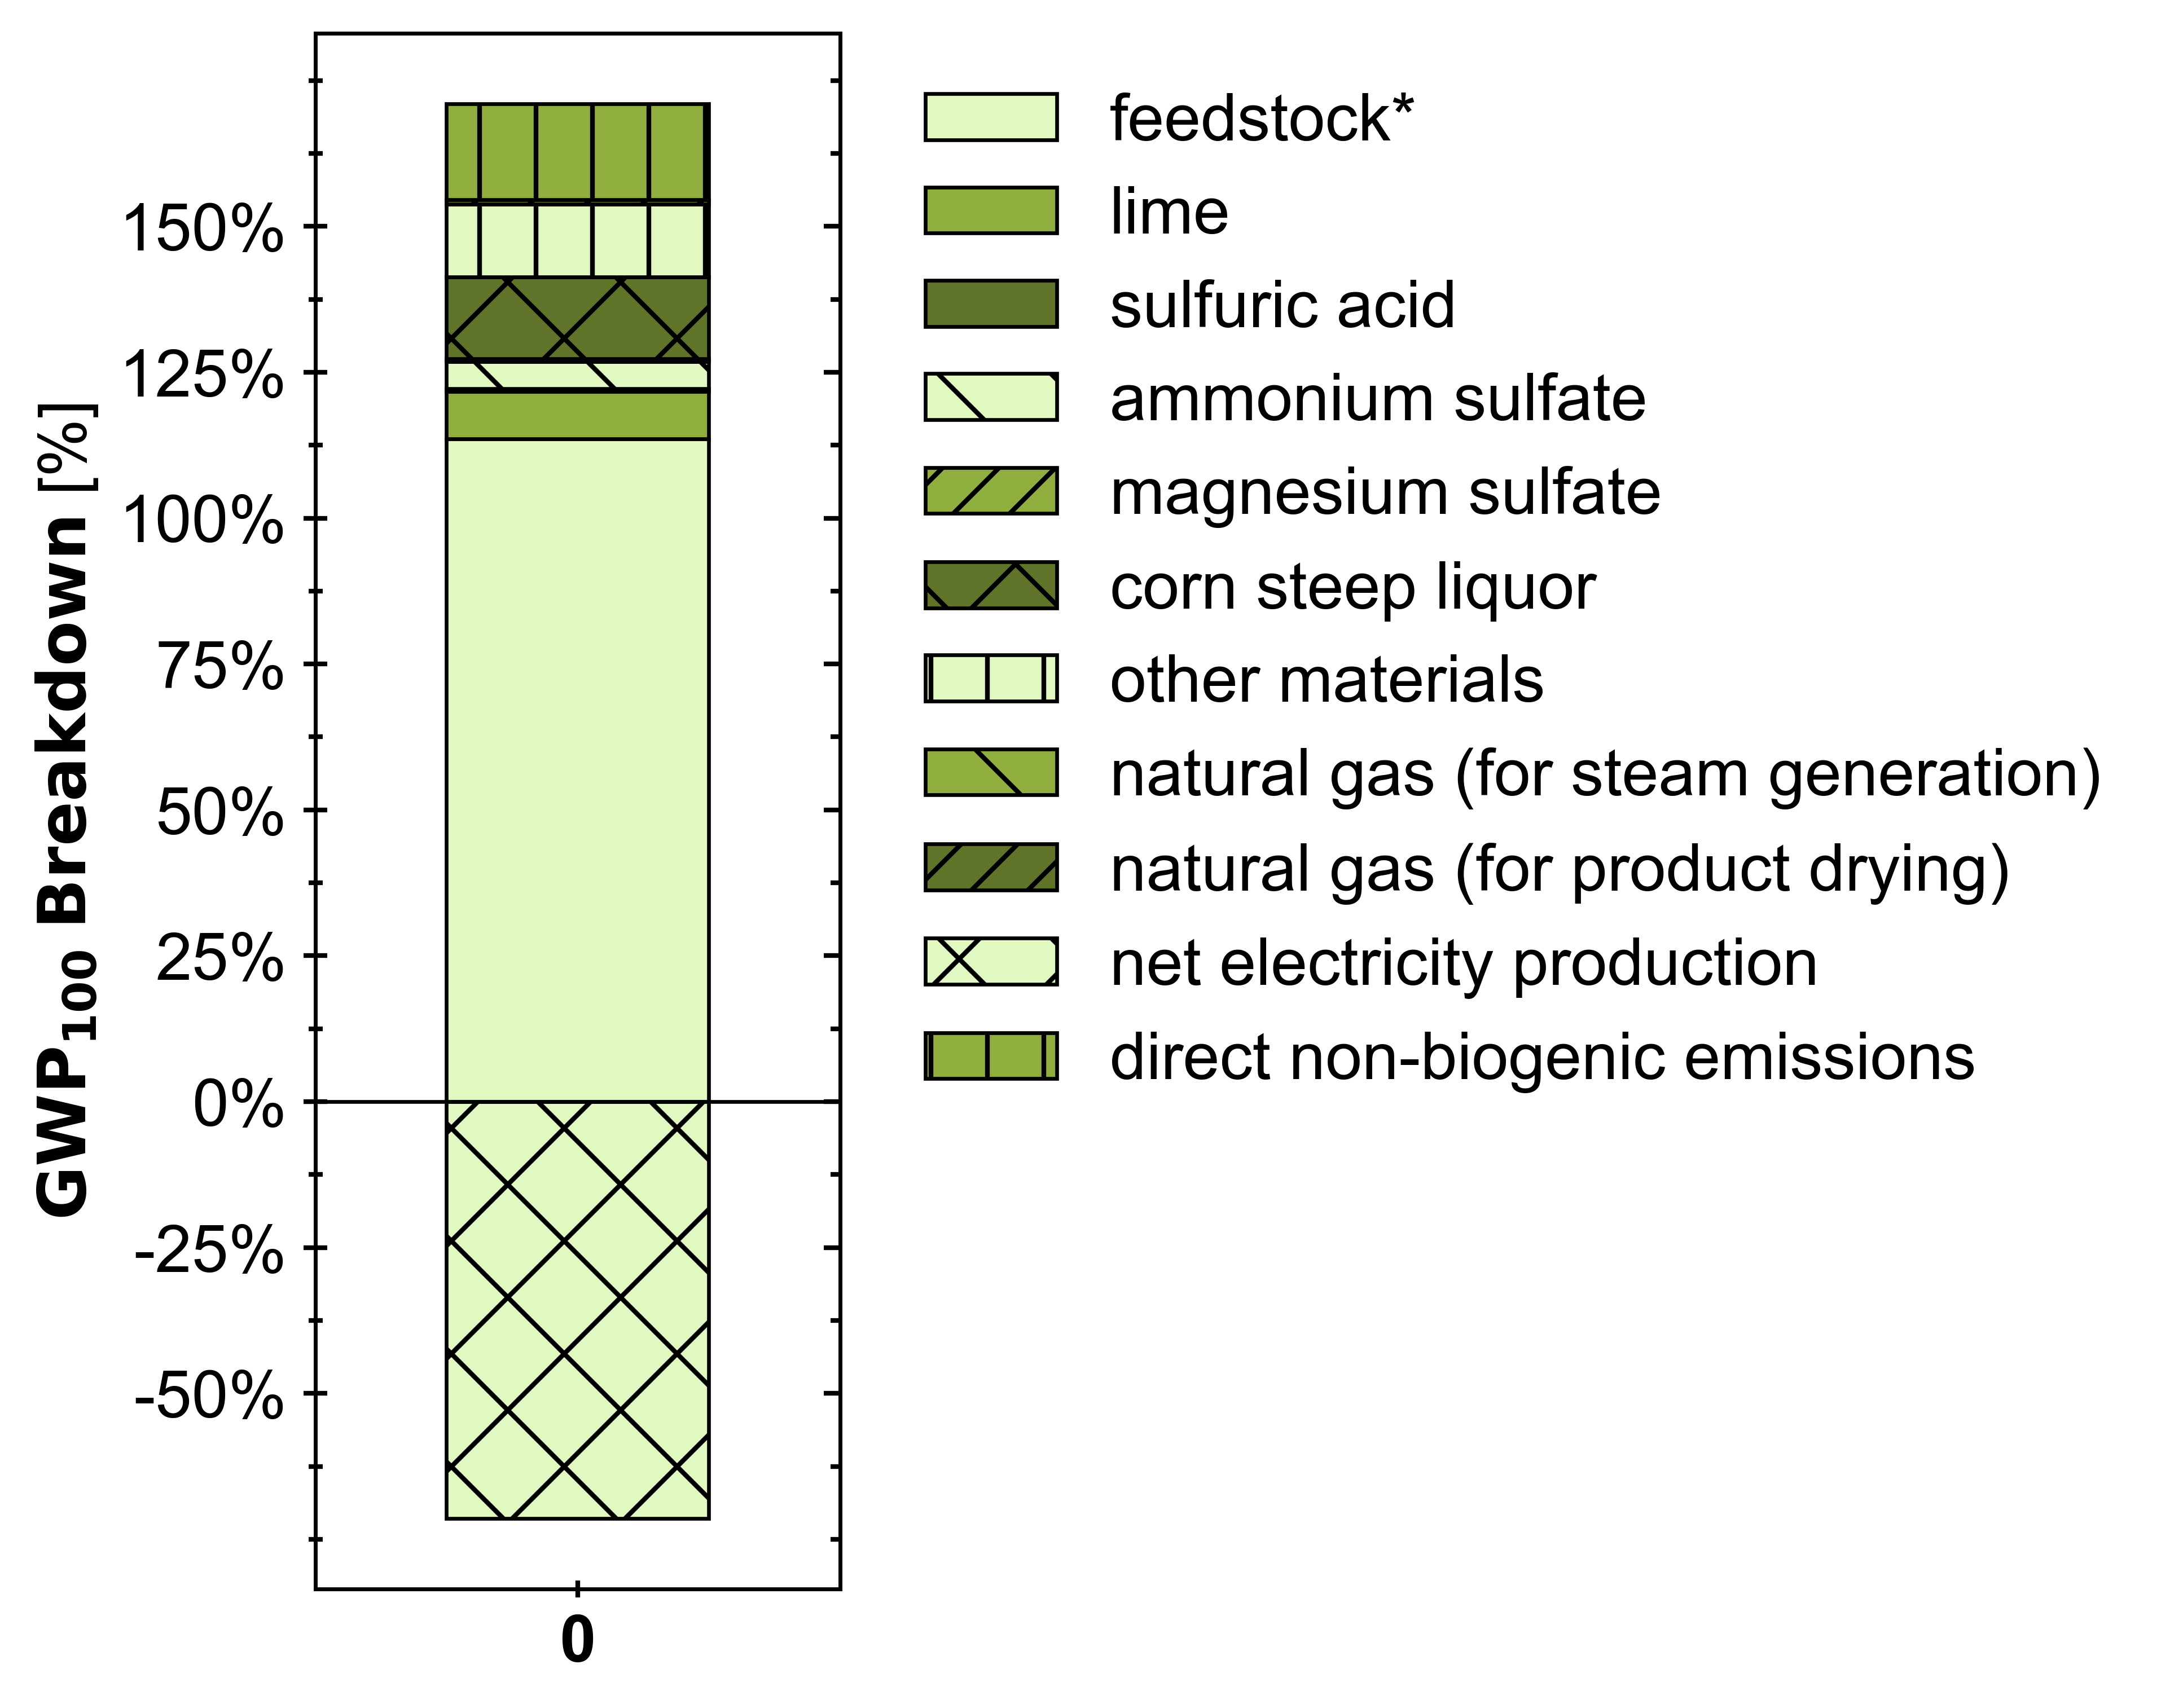 GWP₁₀₀ Breakdown [%]
150%
125%
100%
75%
50%
25%
0%
-25%
-50%
0
feedstock*
lime
sulfuric acid
ammonium sulfate
magnesium sulfate
corn steep liquor
other materials
natural gas (for steam generation)
natural gas (for product drying)
net electricity production
direct non-biogenic emissions